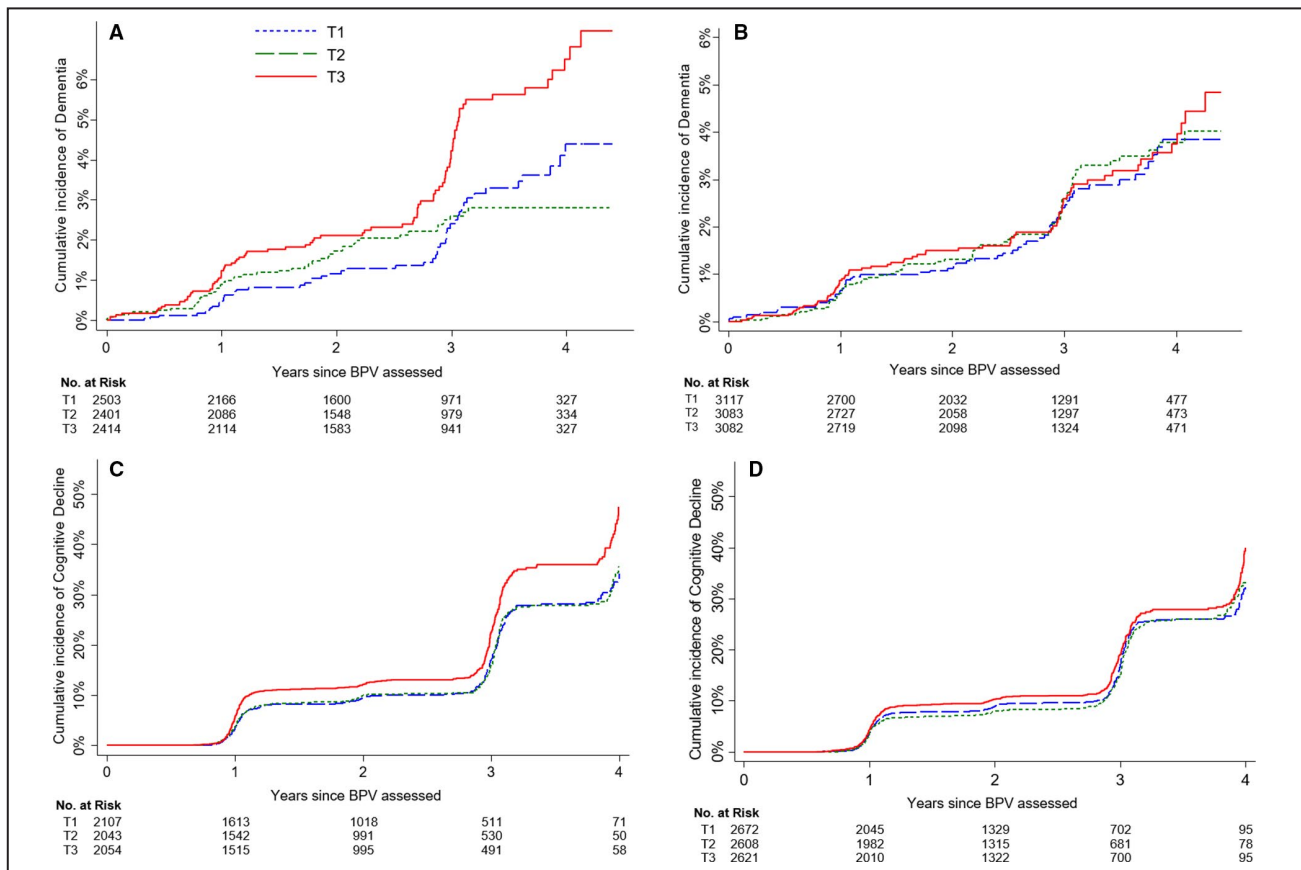 A
T1
T2
T3
Cumulative incidence of Dementia
6%
5%
4%
3%
2%
1%
0%
0 1 2 3 4
Years since BPV assessed
No. at Risk
T1 2503 2166 1600 971 327
T2 2401 2086 1548 979 334
T3 2414 2114 1583 941 327
B
Cumulative incidence of Dementia
6%
5%
4%
3%
2%
1%
0%
0 1 2 3 4
Years since BPV assessed
No. at Risk
T1 3117 2700 2032 1291 477
T2 3083 2727 2058 1297 473
T3 3082 2719 2098 1324 471
C
Cumulative incidence of Cognitive Decline
50%
40%
30%
20%
10%
0%
0 1 2 3 4
Years since BPV assessed
No. at Risk
T1 2107 1613 1018 511 71
T2 2043 1542 991 530 50
T3 2054 1515 995 491 58
D
Cumulative incidence of Cognitive Decline
50%
40%
30%
20%
10%
0%
0 1 2 3 4
Years since BPV assessed
No. at Risk
T1 2672 2045 1329 702 95
T2 2608 1982 1315 681 78
T3 2621 2010 1322 700 95